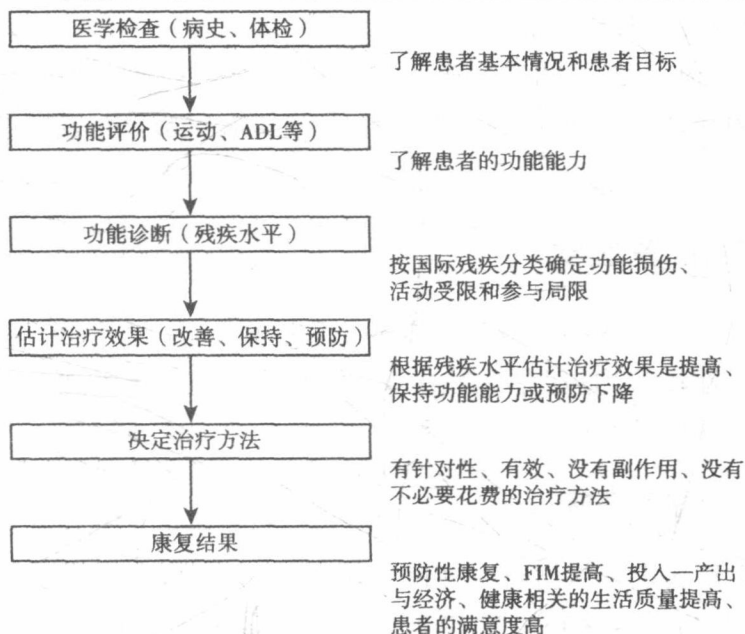 医学检查（病史、体检）
了解患者基本情况和患者目标
功能评价（运动、ADL等）
了解患者的功能能力
功能诊断（残疾水平）
按国际残疾分类确定功能损伤、
活动受限和参与局限
估计治疗效果（改善、保持、预防）
根据残疾水平估计治疗效果是提高、
保持功能能力或预防下降
决定治疗方法
有针对性、有效、没有副作用、没有
不必要花费的治疗方法
康复结果
预防性康复、FIM提高、投入—产出
与经济、健康相关的生活质量提高、
患者的满意度高